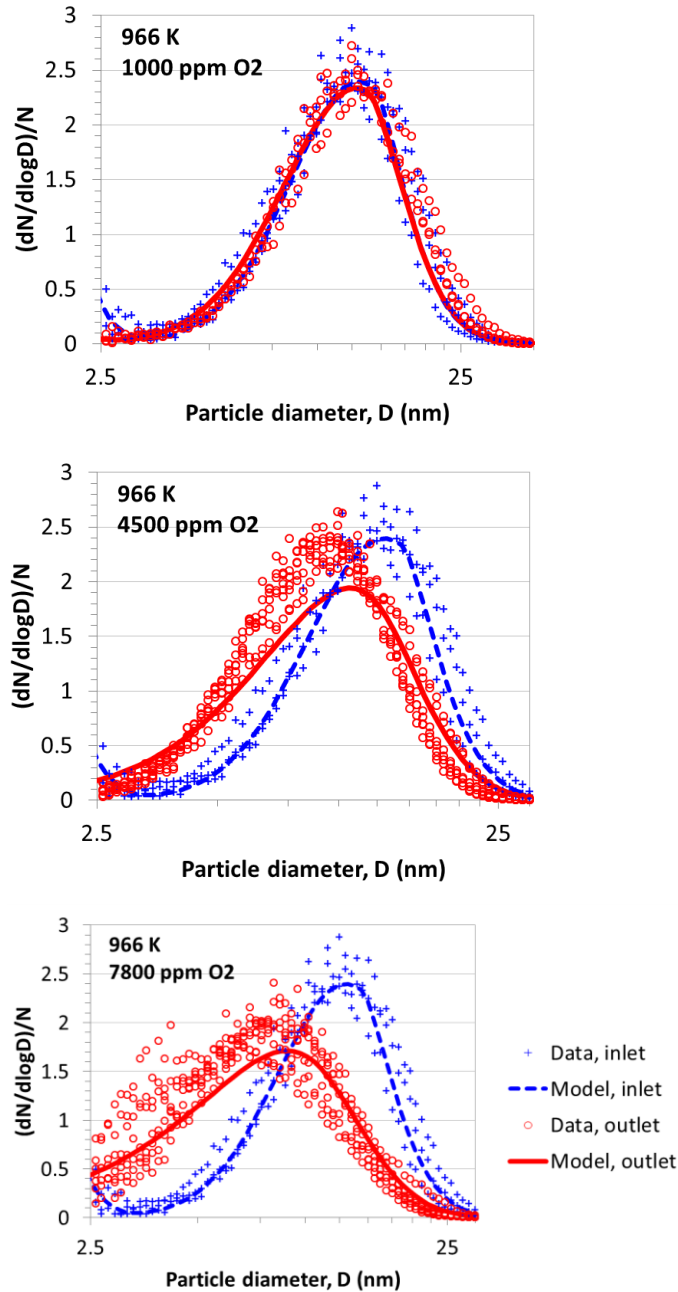 966 K
1000 ppm O2
(dN/dlogD)/N
3
2.5
2
1.5
1
0.5
0
2.5
25
Particle diameter, D (nm)
966 K
4500 ppm O2
(dN/dlogD)/N
3
2.5
2
1.5
1
0.5
0
2.5
25
Particle diameter, D (nm)
966 K
7800 ppm O2
(dN/dlogD)/N
3
2.5
2
1.5
1
0.5
0
2.5
25
Particle diameter, D (nm)
Data, inlet
Model, inlet
Data, outlet
Model, outlet